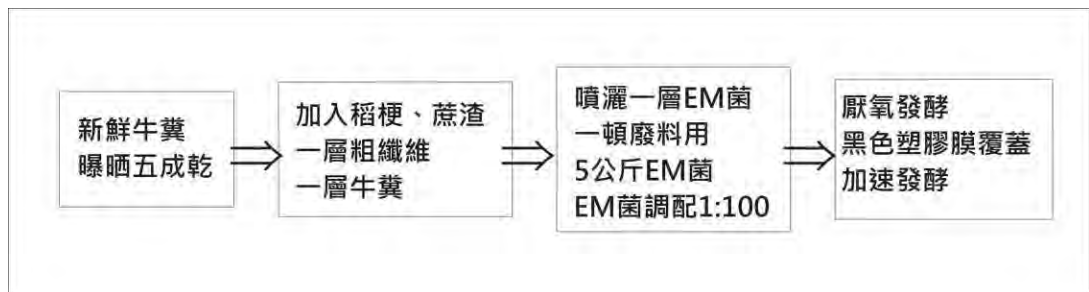 新鮮牛糞
曝晒五成乾
加入稻梗、蔗渣
一層粗纖維
一層牛糞
噴灑一層EM菌
一頓廢料用
5公斤EM菌
EM菌調配1:100
厭氧發酵
黑色塑膠膜覆蓋
加速發酵